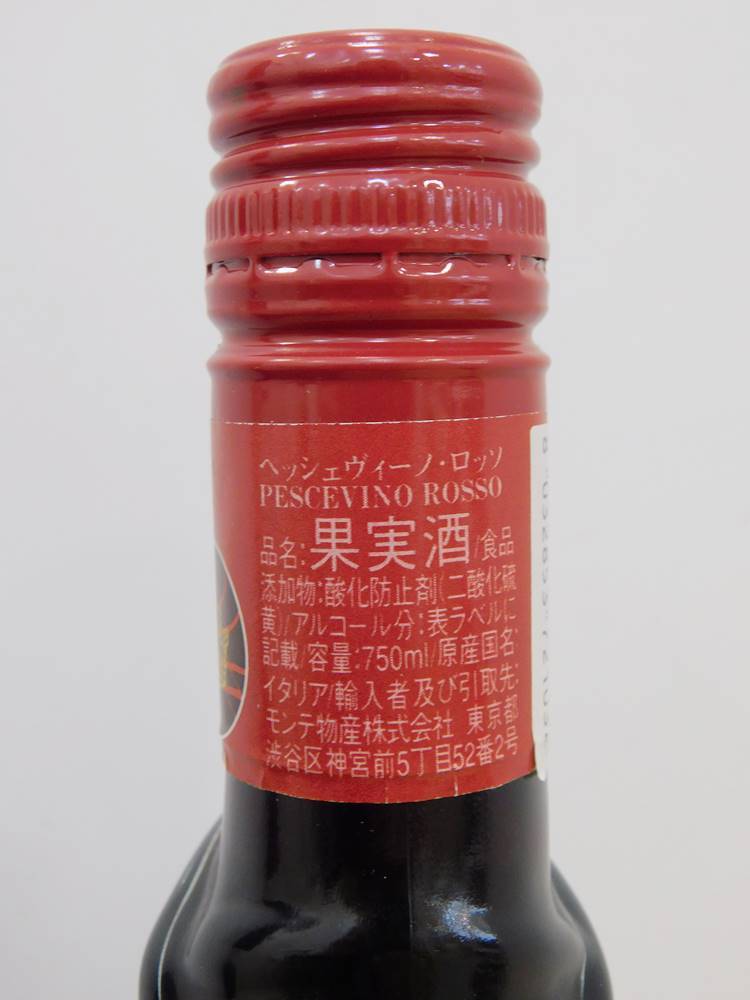 ペッシェヴィーノ・ロッソ
PESCEVINO ROSSO
品名:果実酒/食品
添加物:酸化防止剤(二酸化硫
黄)/アルコール分:表ラベルに
記載/容量:750ml/原産国名:
イタリア/輸入者及び引取先:
モンテ物産株式会社 東京都
渋谷区神宮前5丁目52番2号